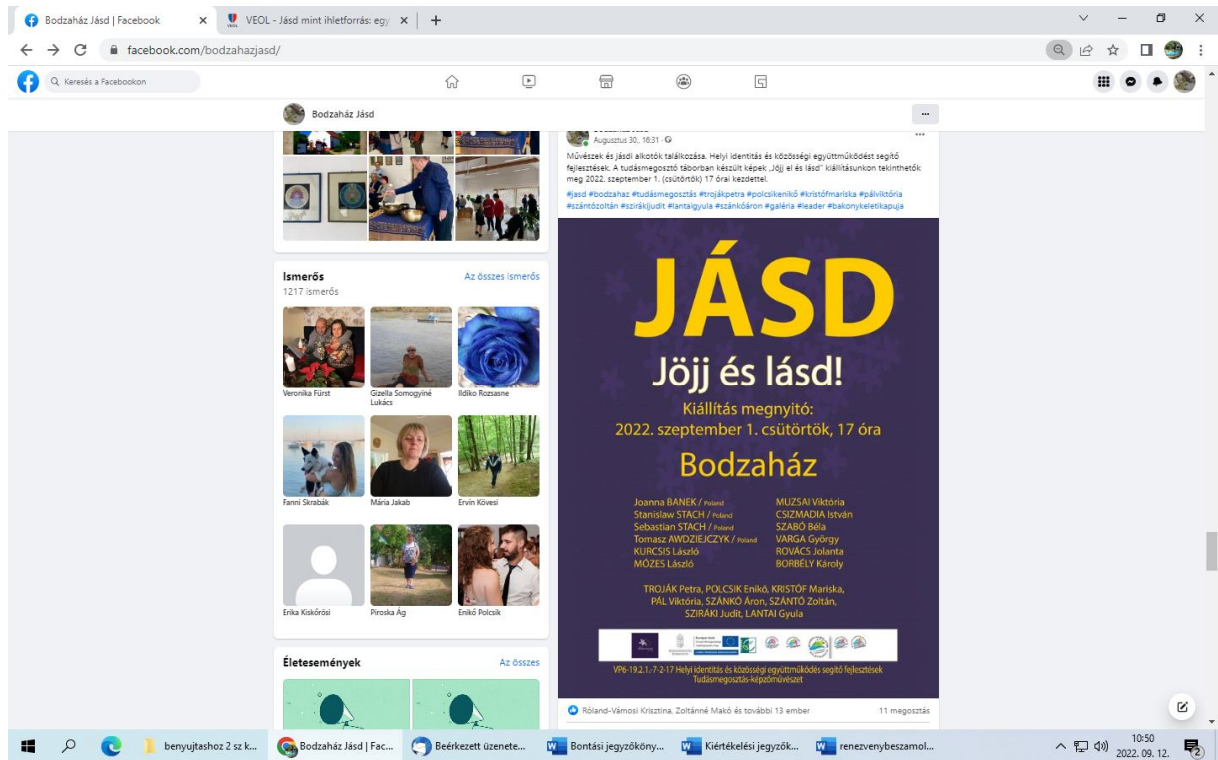 Bodzaház Jásd | Facebook
VEOL - Jásd mint ihletforrás: egy
facebook.com/bodzahazjasd/
Keresés a Facebookon
Bodzaház Jásd
Ismerős
Az összes ismerős
1217 ismerős
Veronika Fürst
Gizella Somogyiné Lukács
Ildiko Rozsasne
Fanni Skrabák
Mária Jakab
Ervin Kövesi
Erika Kiskőrösi
Piroska Ág
Enikő Polcsik
Életesemények
Az összes
Augusztus 30., 16:31
Művészek és jásdi alkotók találkozása. Helyi identitás és közösségi együttműködést segítő
fejlesztések. A tudásmegosztó táborban készült képek „Jöjj el és lásd" kiállításunkon tekinthetők
meg 2022. szeptember 1. (csütörtök) 17 órai kezdettel.
#jasd #bodzahaz #tudásmegosztás #trojákpetra #polcsikenikő #kristófmariska #pálviktória
#szántózoltán #szirákijudit #lantaigyula #szánkóáron #galéria #leader #bakonykeletikapuja
JÁSD
Jöjj és lásd!
Kiállítás megnyitó:
2022. szeptember 1. csütörtök, 17 óra
Bodzaház
Joanna BANEK / Poland
Stanislaw STACH / Poland
Sebastian STACH / Poland
Tomasz AWDZIEJCZYK / Poland
KURCSIS László
MÓZES László
MUZSAI Viktória
CSIZMADIA István
SZABÓ Béla
VARGA György
ROVÁCS Jolanta
BORBÉLY Károly
TROJÁK Petra, POLCSIK Enikő, KRISTÓF Mariska,
PÁL Viktória, SZÁNKÓ Áron, SZÁNTÓ Zoltán,
SZIRÁKI Judit, LANTAI Gyula
VP6-19.2.1.-7-2-17 Helyi identitás és közösségi együttműködés segítő fejlesztések
Tudásmegosztás-képzőművészet
Róland-Vámosi Krisztina, Zoltánné Makó és további 13 ember
11 megosztás
benyujtashoz 2 sz k...
Bodzaház Jásd | Fac...
Beérkezett üzenete...
Bontási jegyzőköny...
Kiértékelési jegyzők...
renezvenybeszamol...
10:50
2022. 09. 12.
2